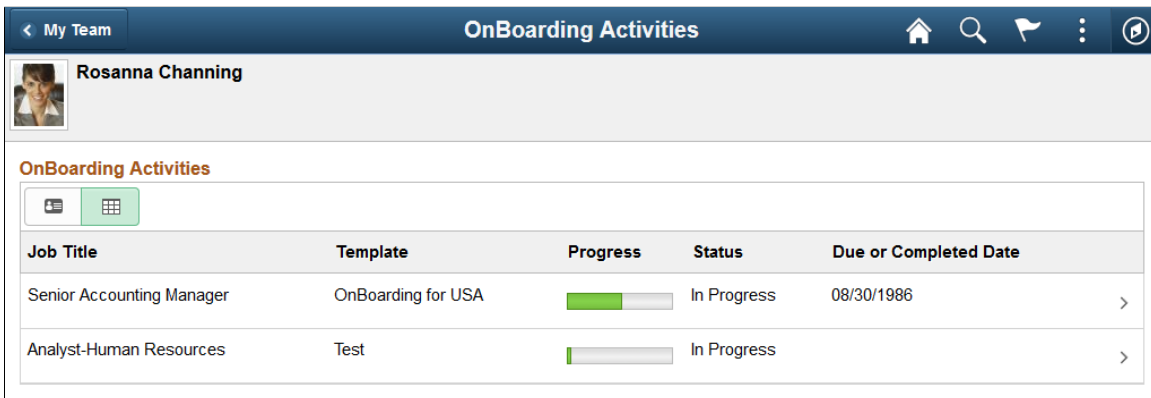 My Team OnBoarding Activities
Rosanna Channing
OnBoarding Activities
Job Title Template Progress Status Due or Completed Date
Senior Accounting Manager OnBoarding for USA In Progress 08/30/1986
Analyst-Human Resources Test In Progress